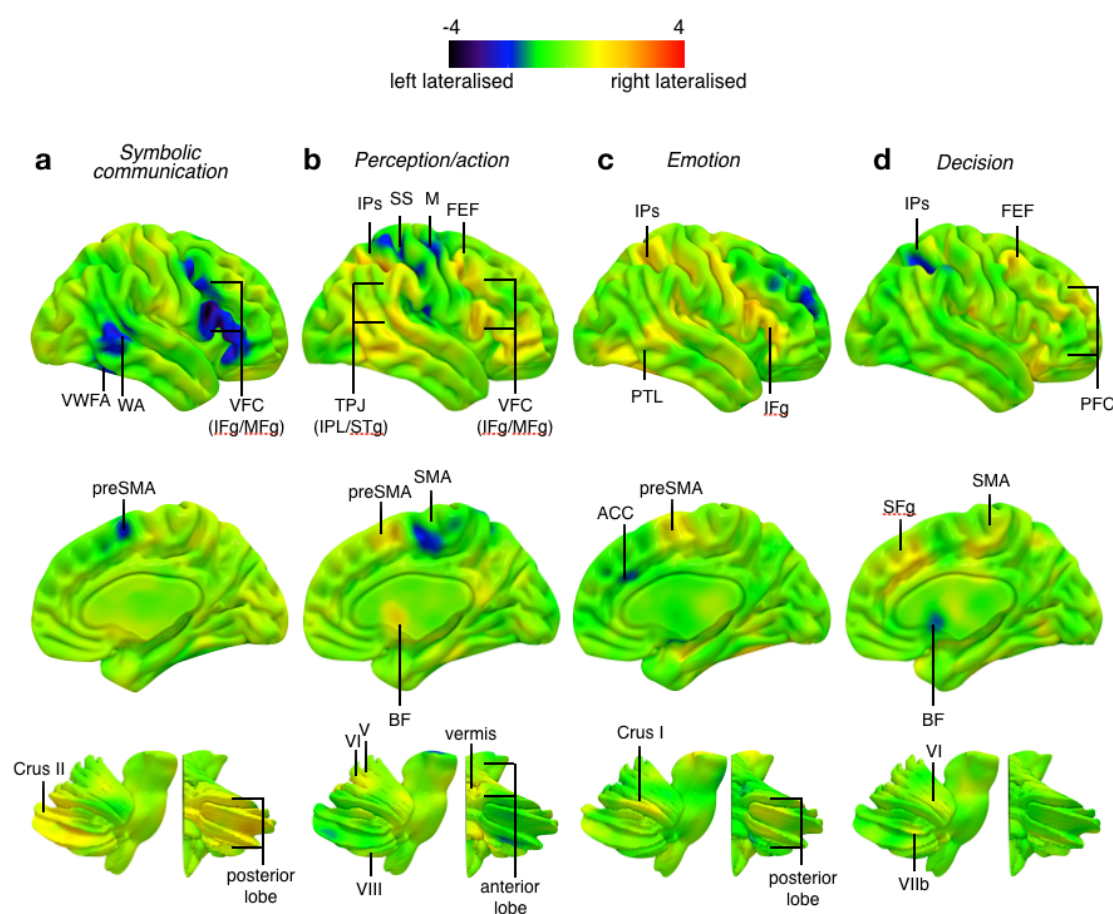 -4 4
left lateralised right lateralised
a Symbolic communication
b Perception/action
c Emotion
d Decision
IPs SS M FEF
IPs
IPs FEF
VWFA WA VFC (IFg/MFg)
TPJ (IPL/STg) VFC (IFg/MFg)
PTL IFg
PFC
preSMA
preSMA SMA
ACC preSMA
SFg SMA
BF
BF
Crus II
VI V vermis
Crus I
VI
posterior lobe
VIII anterior lobe
posterior lobe
VIIb